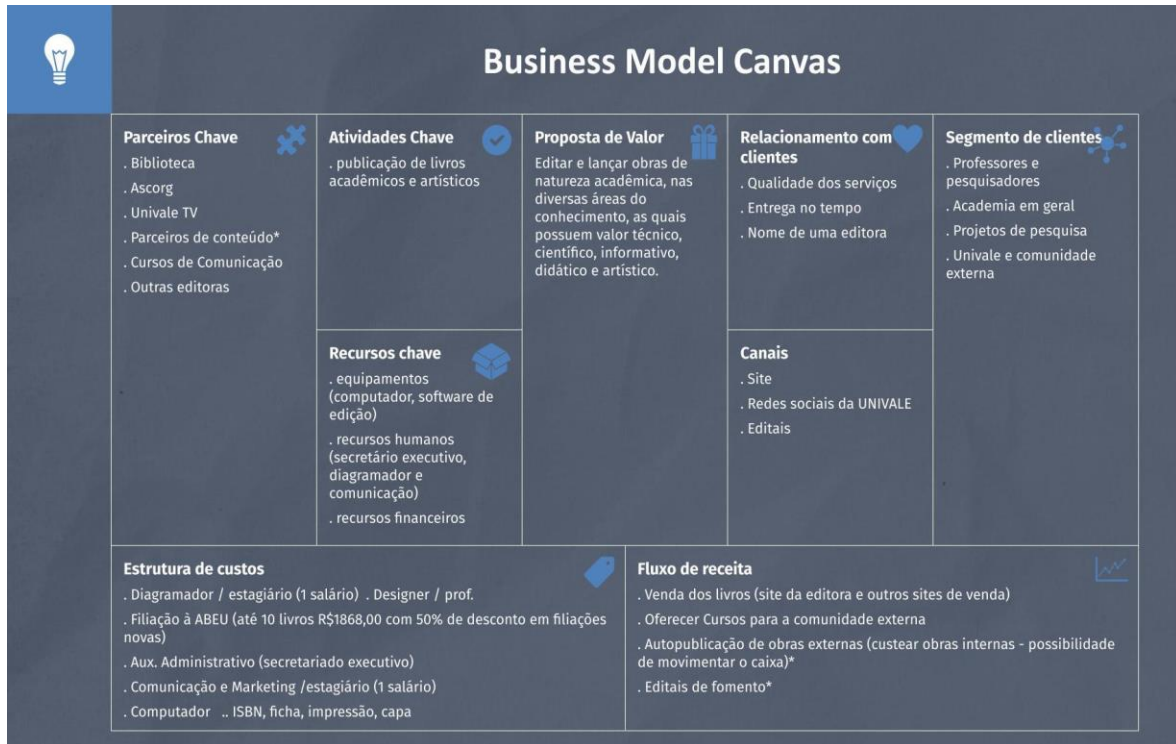 Business Model Canvas
Parceiros Chave
. Biblioteca
. Ascorg
. Univale TV
. Parceiros de conteúdo*
. Cursos de Comunicação
. Outras editoras
Atividades Chave
. publicação de livros
acadêmicos e artísticos
Recursos chave
. equipamentos
(computador, software de
edição)
. recursos humanos
(secretário executivo,
diagramador e
comunicação)
. recursos financeiros
Proposta de Valor
Editar e lançar obras de
natureza acadêmica, nas
diversas áreas do
conhecimento, as quais
possuem valor técnico,
científico, informativo,
didático e artístico.
Relacionamento com
clientes
. Qualidade dos serviços
. Entrega no tempo
. Nome de uma editora
Canais
. Site
. Redes sociais da UNIVALE
. Editais
Segmento de clientes
. Professores e
pesquisadores
. Academia em geral
. Projetos de pesquisa
. Univale e comunidade
externa
Estrutura de custos
. Diagramador / estagiário (1 salário) . Designer / prof.
. Filiação à ABEU (até 10 livros R$1868,00 com 50% de desconto em filiações
novas)
. Aux. Administrativo (secretariado executivo)
. Comunicação e Marketing /estagiário (1 salário)
. Computador .. ISBN, ficha, impressão, capa
Fluxo de receita
. Venda dos livros (site da editora e outros sites de venda)
. Oferecer Cursos para a comunidade externa
. Autopublicação de obras externas (custear obras internas - possibilidade
de movimentar o caixa)*
. Editais de fomento*